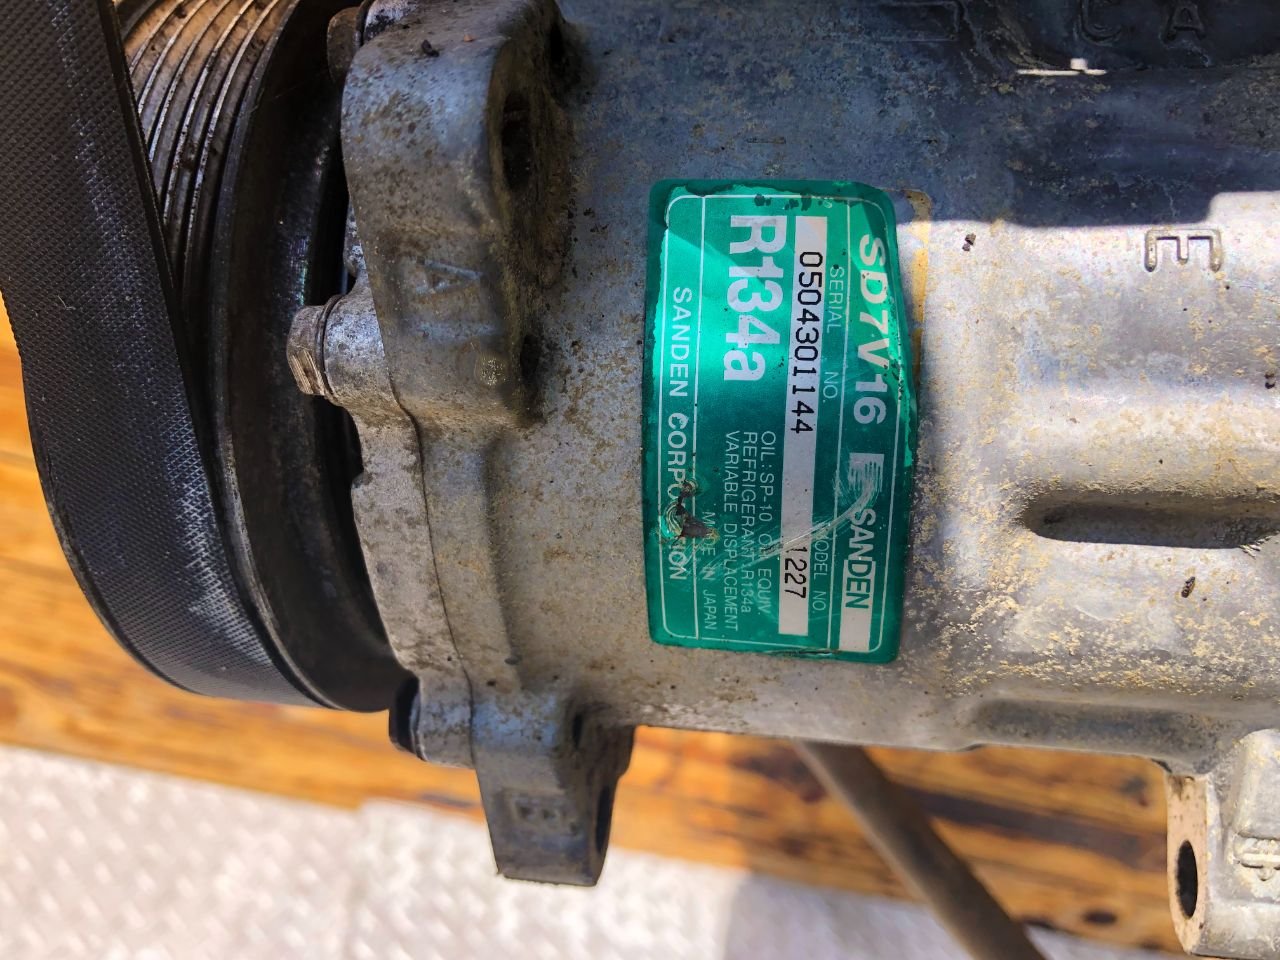 SD7V16 SANDEN
SERIAL NO. MODEL NO.
0504301144 1227
R134a
OIL: SP-10 OR EQUIV.
REFRIGERANT R134a
VARIABLE DISPLACEMENT
MADE IN JAPAN
SANDEN CORPORATION
A
E
C A